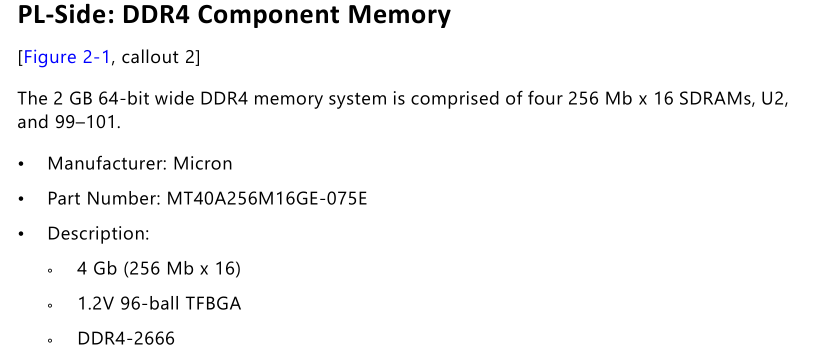 PL-Side: DDR4 Component Memory
[Figure 2-1, callout 2]
The 2 GB 64-bit wide DDR4 memory system is comprised of four 256 Mb x 16 SDRAMs, U2,
and 99–101.
• Manufacturer: Micron
• Part Number: MT40A256M16GE-075E
• Description:
◦ 4 Gb (256 Mb x 16)
◦ 1.2V 96-ball TFBGA
◦ DDR4-2666